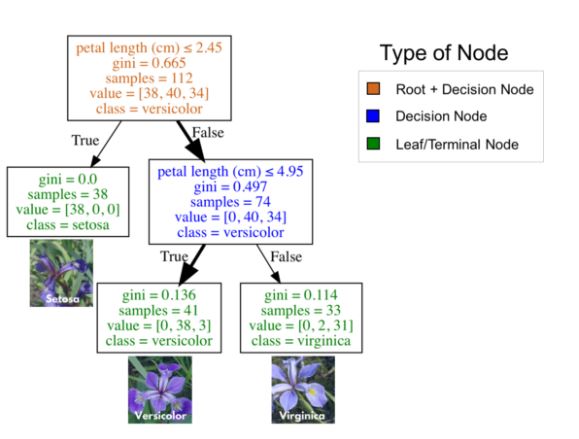 Type of Node
Root + Decision Node
Decision Node
Leaf/Terminal Node
petal length (cm) ≤ 2.45
gini = 0.665
samples = 112
value = [38, 40, 34]
class = versicolor
True
False
gini = 0.0
samples = 38
value = [38, 0, 0]
class = setosa
Setosa
petal length (cm) ≤ 4.95
gini = 0.497
samples = 74
value = [0, 40, 34]
class = versicolor
True
False
gini = 0.136
samples = 41
value = [0, 38, 3]
class = versicolor
Versicolor
gini = 0.114
samples = 33
value = [0, 2, 31]
class = virginica
Virginica